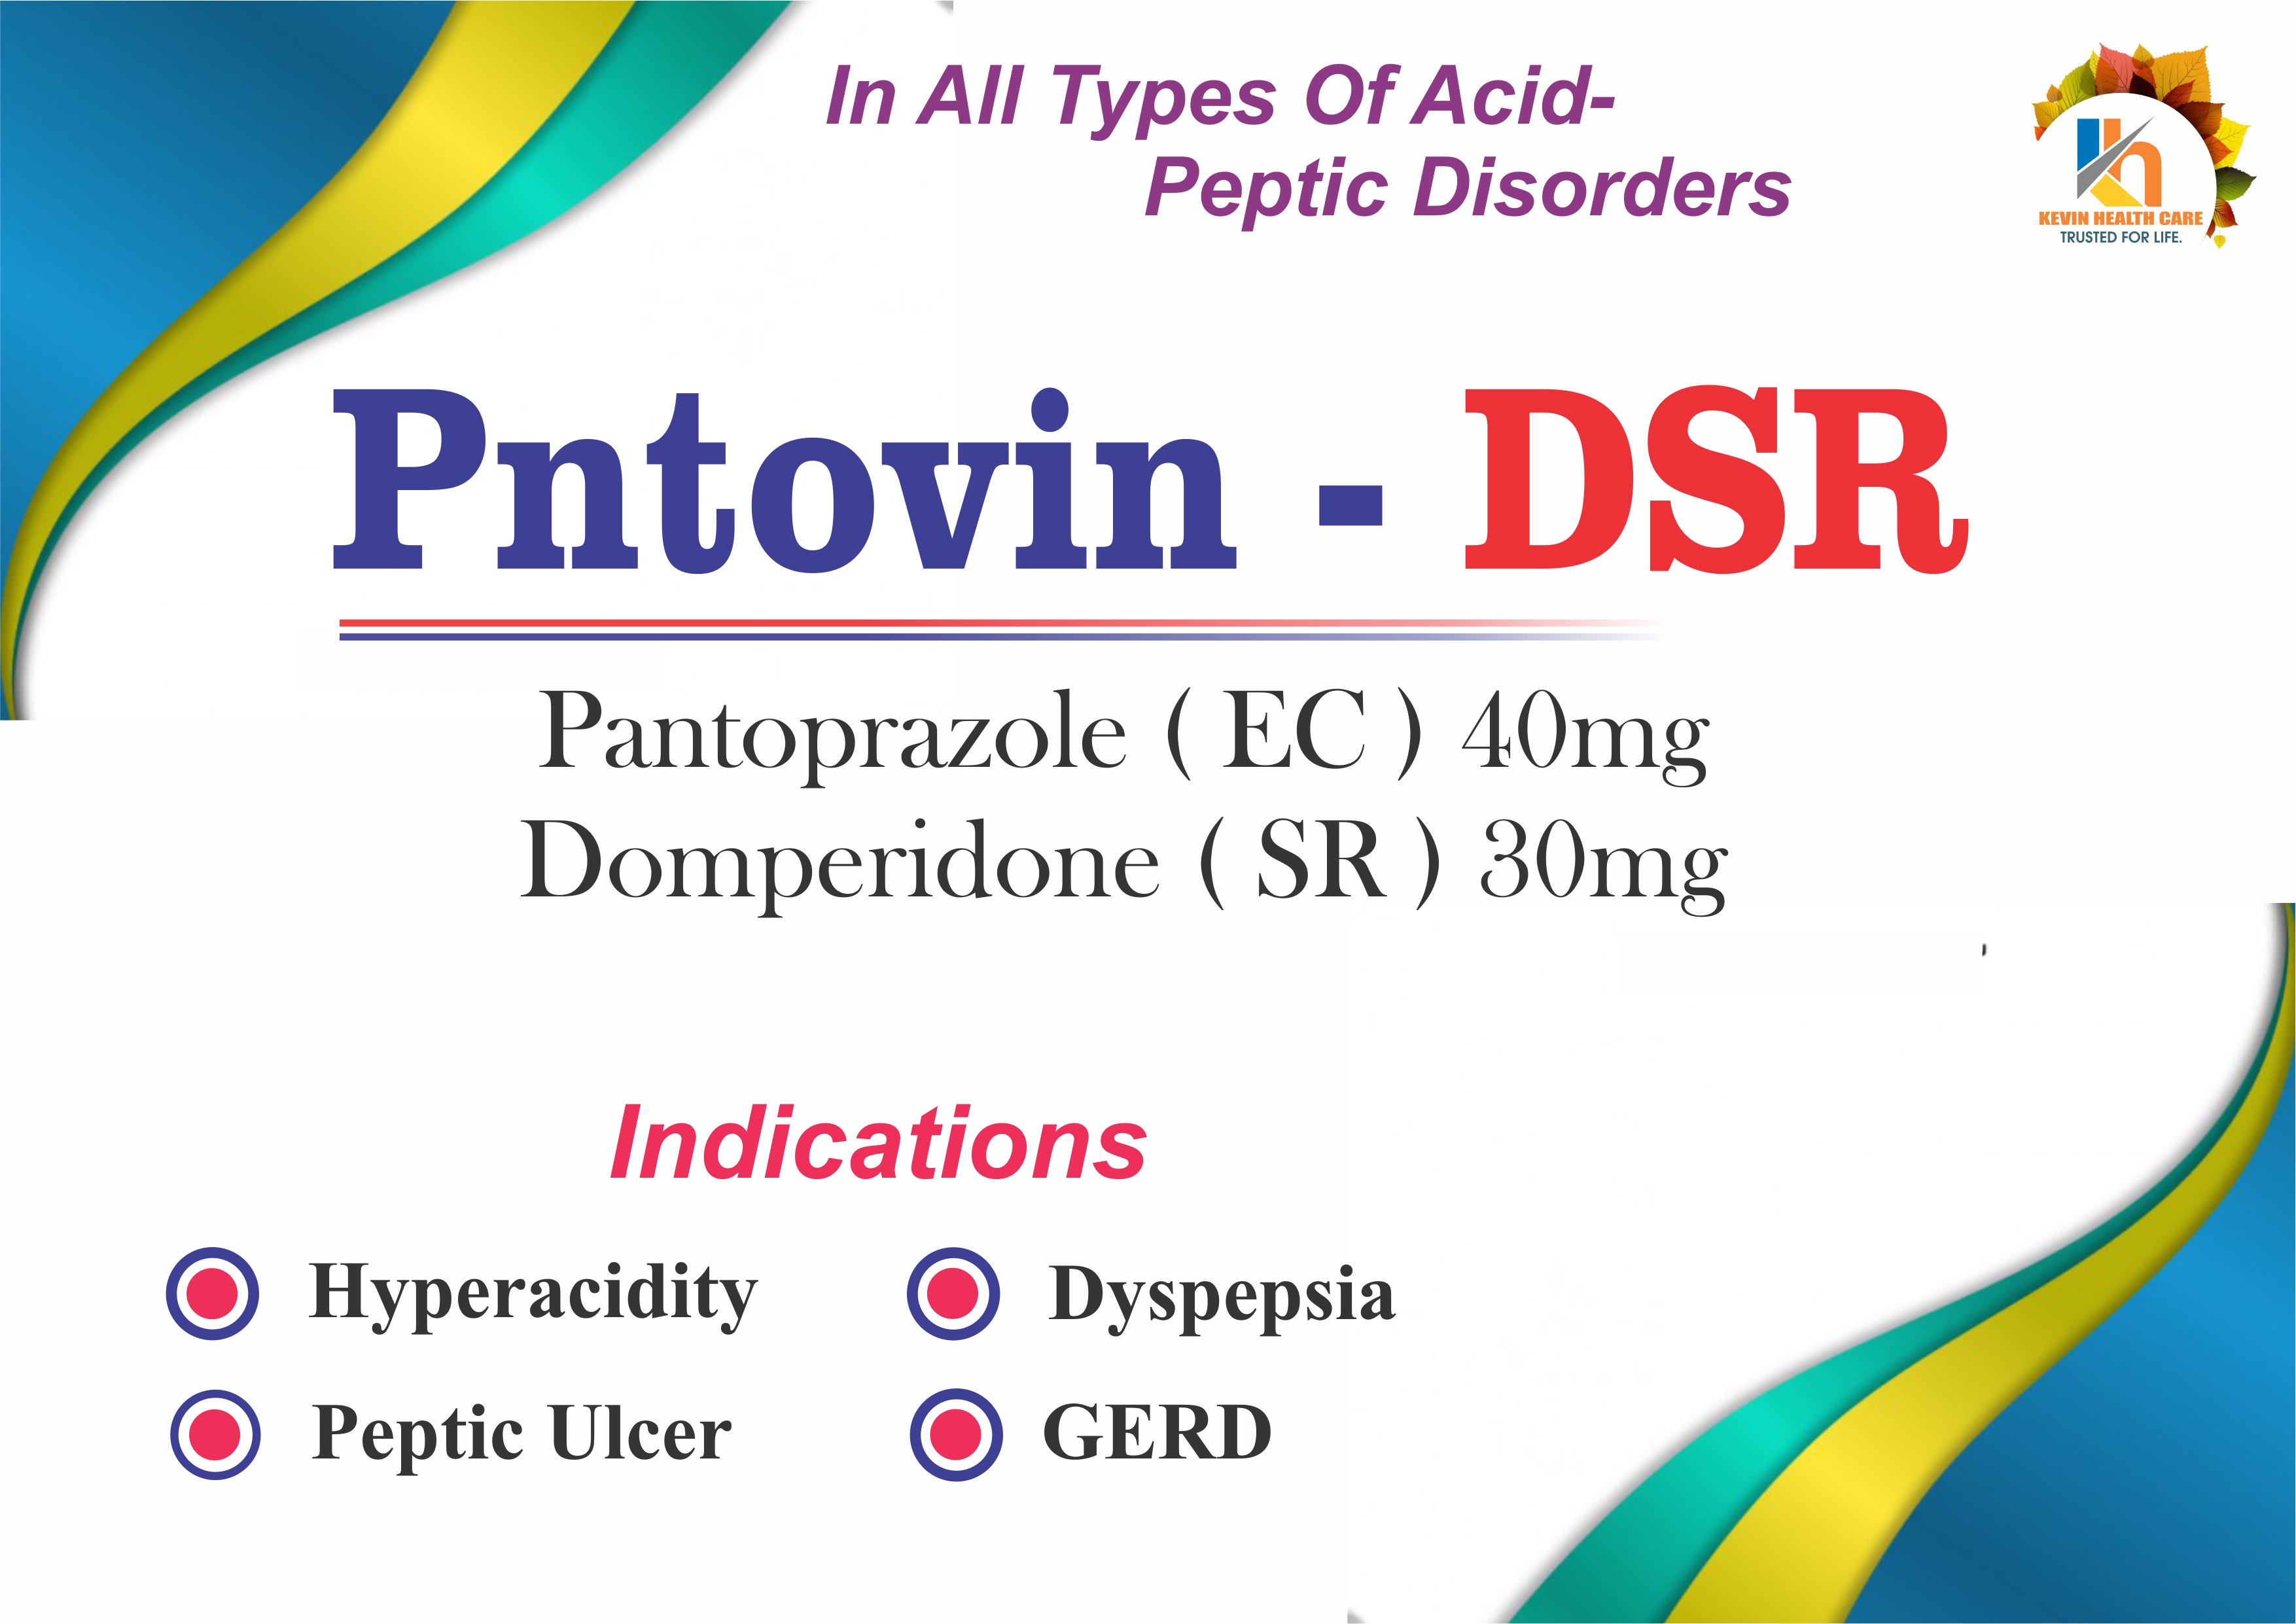 In All Types Of Acid-
Peptic Disorders
KEVIN HEALTH CARE
TRUSTED FOR LIFE.
Pntovin - DSR
Pantoprazole ( EC ) 40mg
Domperidone ( SR ) 30mg
Indications
Hyperacidity
Dyspepsia
Peptic Ulcer
GERD